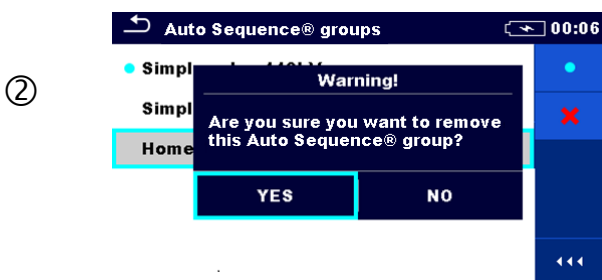 ②
Auto Sequence® groups
00:06
Simpl
Warning!
Simpl
Are you sure you want to remove
this Auto Sequence® group?
Home
YES
NO